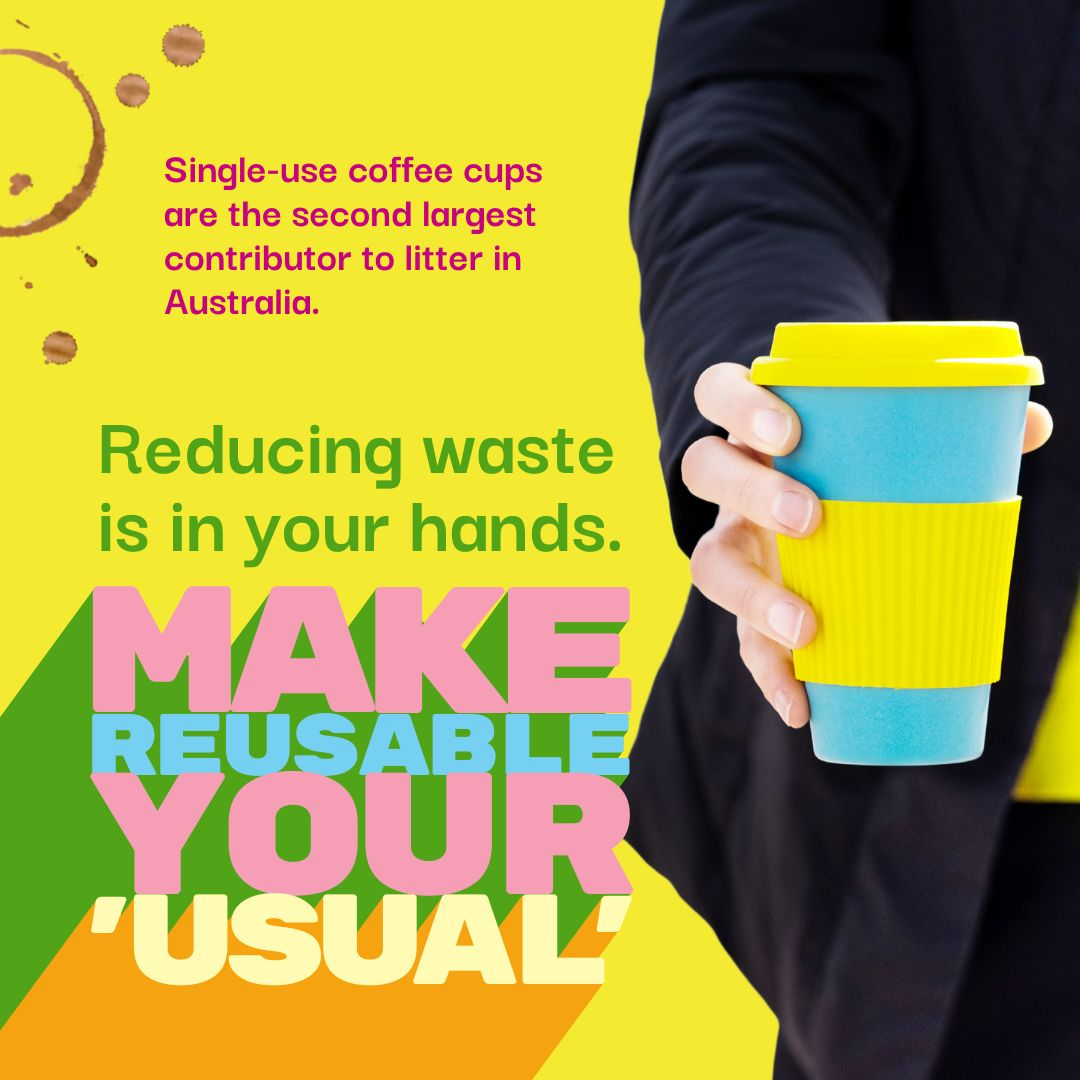 Single-use coffee cups
are the second largest
contributor to litter in
Australia.
Reducing waste
is in your hands.
MAKE
REUSABLE
YOUR
'USUAL'